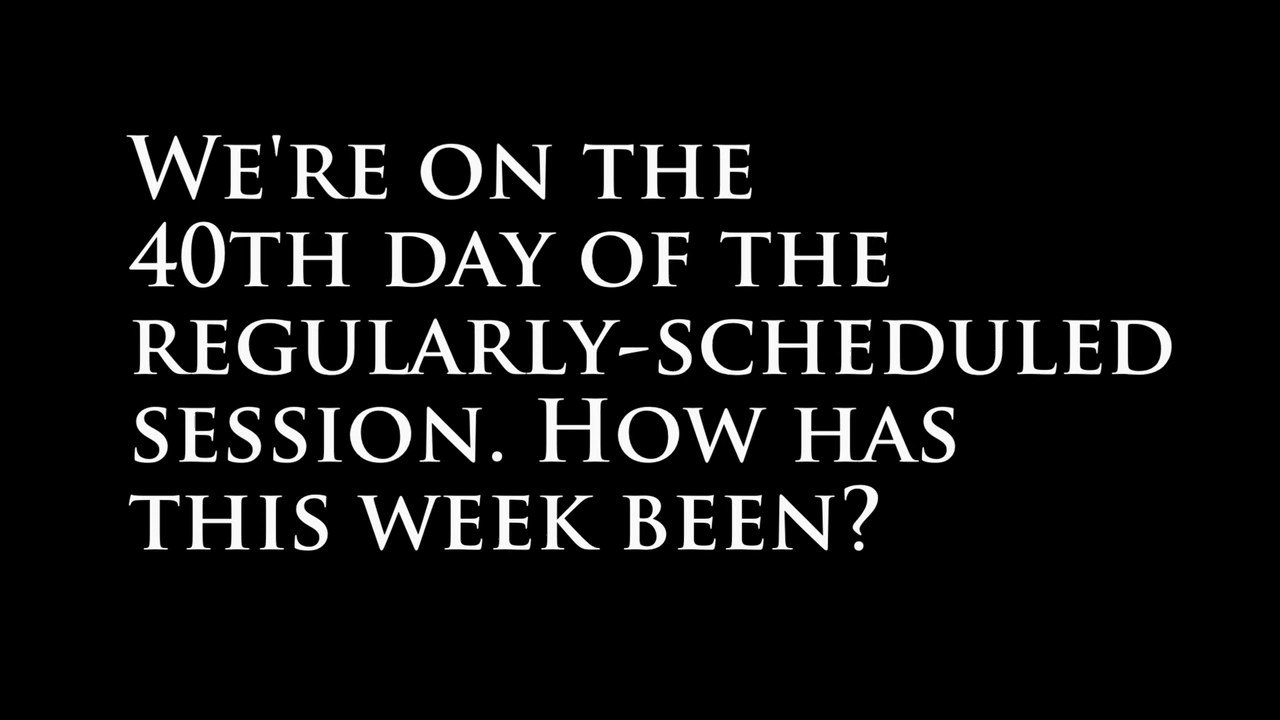 We're on the
40th day of the
regularly-scheduled
session. How has
this week been?